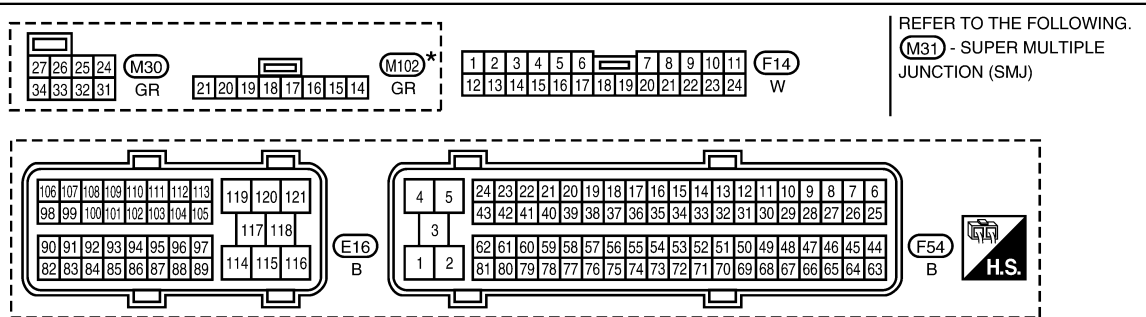 27 26 25 24
34 33 32 31
M30
GR
21 20 19 18 17 16 15 14
M102*
GR
1 2 3 4 5 6 7 8 9 10 11
12 13 14 15 16 17 18 19 20 21 22 23 24
F14
W
REFER TO THE FOLLOWING.
M31 - SUPER MULTIPLE
JUNCTION (SMJ)
106 107 108 109 110 111 112 113
98 99 100 101 102 103 104 105
90 91 92 93 94 95 96 97
82 83 84 85 86 87 88 89
119 120 121
117 118
114 115 116
E16
B
4 5
3
1 2
24 23 22 21 20 19 18 17 16 15 14 13 12 11 10 9 8 7 6
43 42 41 40 39 38 37 36 35 34 33 32 31 30 29 28 27 26 25
62 61 60 59 58 57 56 55 54 53 52 51 50 49 48 47 46 45 44
81 80 79 78 77 76 75 74 73 72 71 70 69 68 67 66 65 64 63
F54
B
H.S.